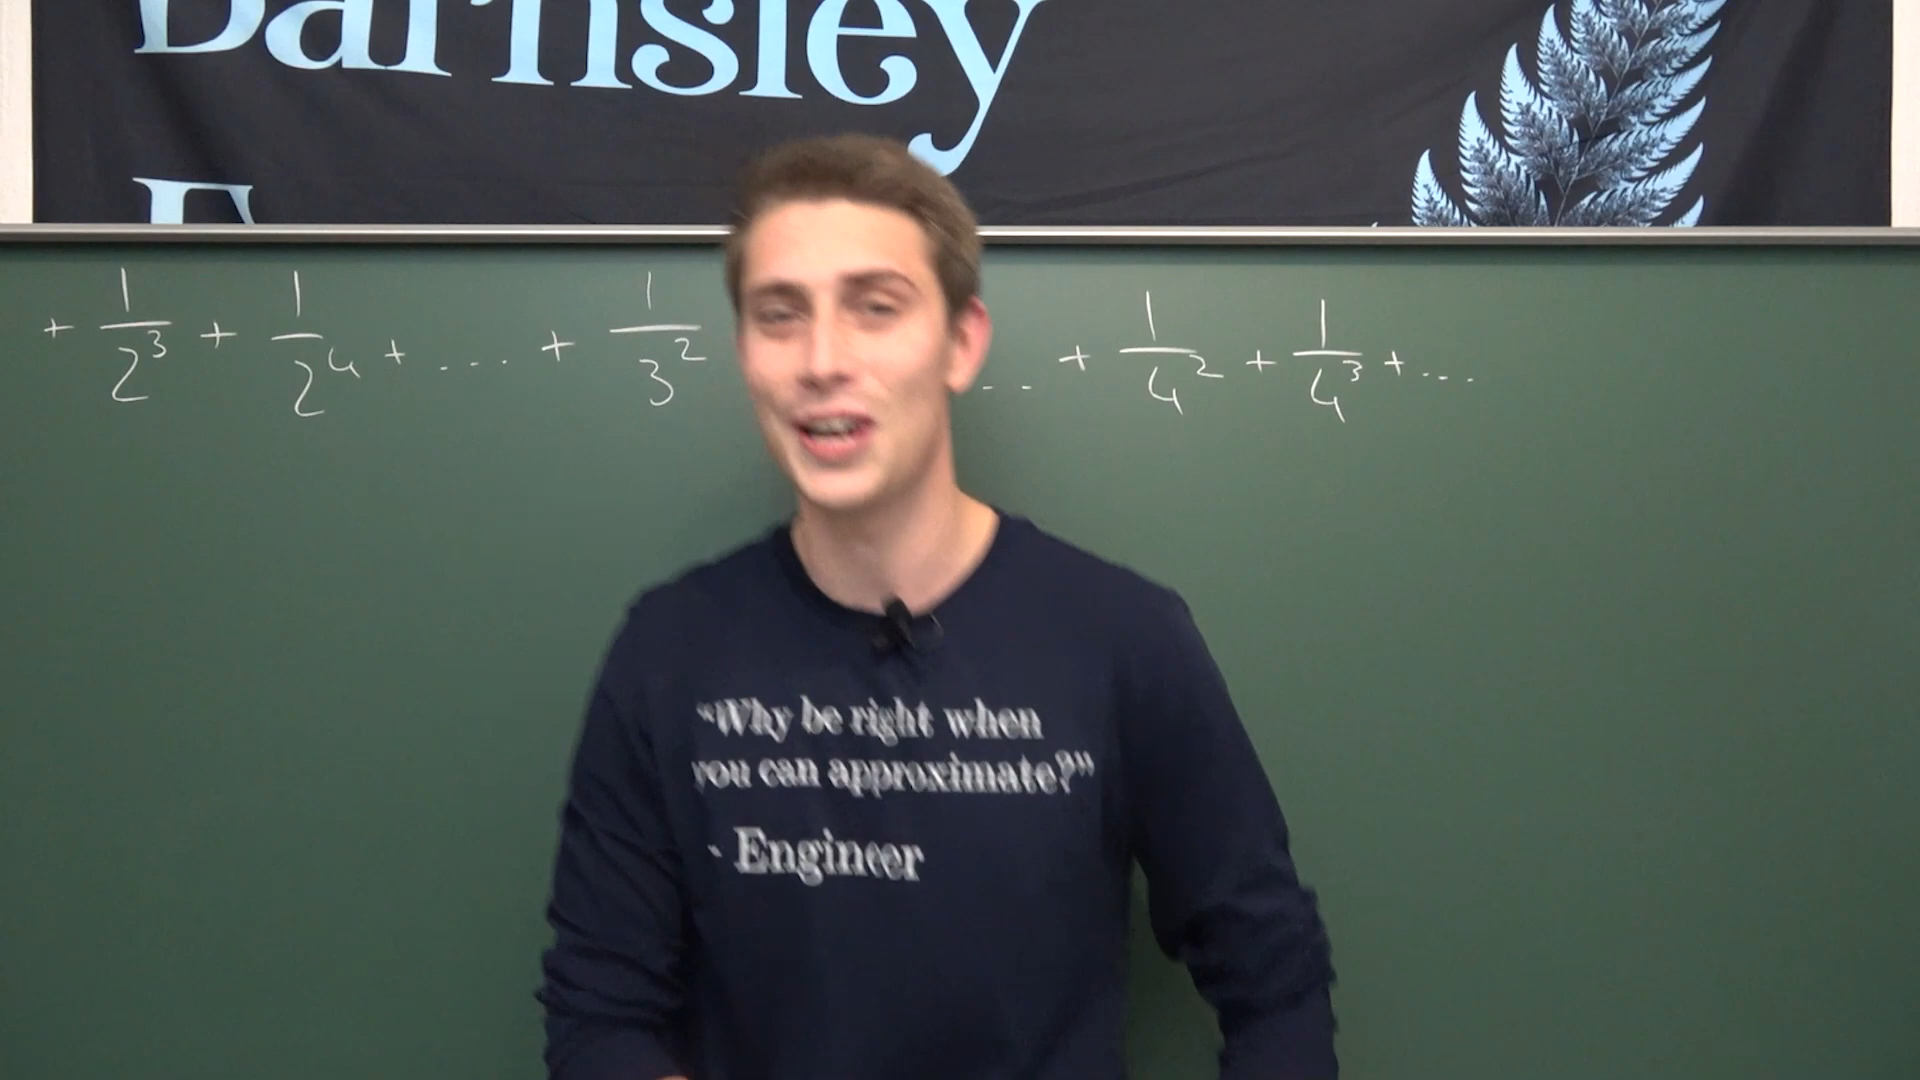 Barnsley
+ 1/2³ + 1/2⁴ + .... + 1/3² .. + 1/4² + 1/4³ + ...
“Why be right when
you can approximate?”
- Engineer